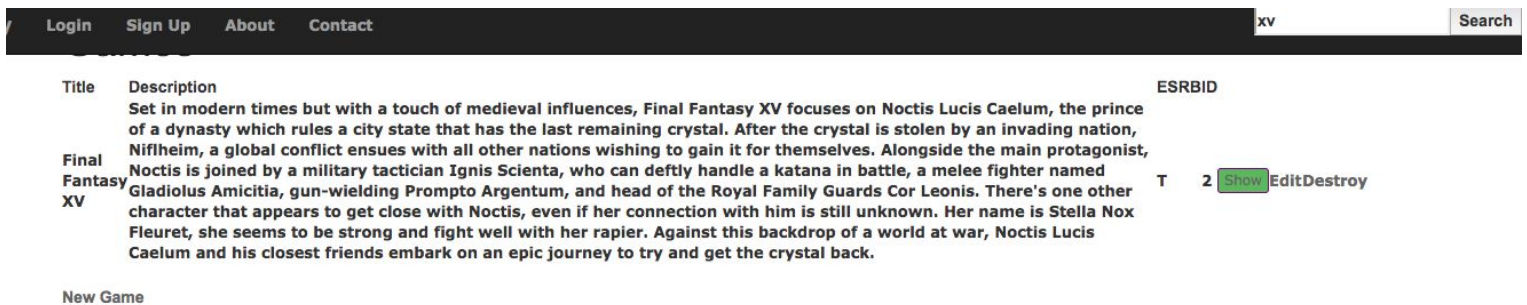 Login Sign Up About Contact xv Search
Title Description ESRBID
Set in modern times but with a touch of medieval influences, Final Fantasy XV focuses on Noctis Lucis Caelum, the prince
of a dynasty which rules a city state that has the last remaining crystal. After the crystal is stolen by an invading nation,
Niflheim, a global conflict ensues with all other nations wishing to gain it for themselves. Alongside the main protagonist,
Noctis is joined by a military tactician Ignis Scienta, who can deftly handle a katana in battle, a melee fighter named
Gladiolus Amicitia, gun-wielding Prompto Argentum, and head of the Royal Family Guards Cor Leonis. There's one other
character that appears to get close with Noctis, even if her connection with him is still unknown. Her name is Stella Nox
Fleuret, she seems to be strong and fight well with her rapier. Against this backdrop of a world at war, Noctis Lucis
Caelum and his closest friends embark on an epic journey to try and get the crystal back.
Final
Fantasy
XV
T 2 Show EditDestroy
New Game